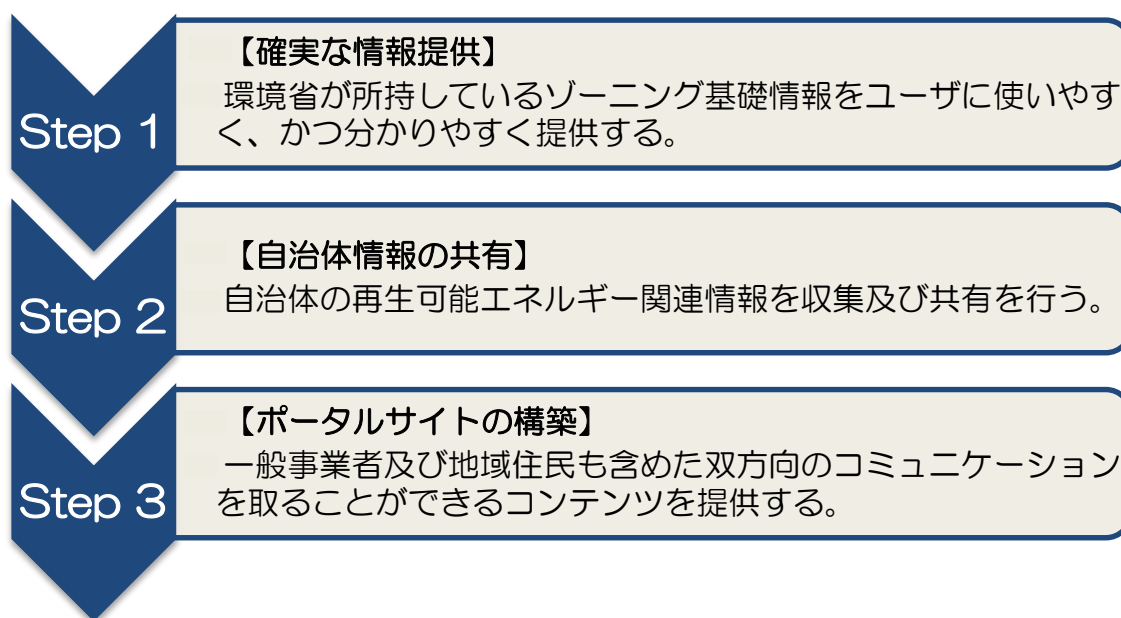 Step 1
【確実な情報提供】
環境省が所持しているゾーニング基礎情報をユーザに使いやす
く、かつ分かりやすく提供する。
Step 2
【自治体情報の共有】
自治体の再生可能エネルギー関連情報を収集及び共有を行う。
Step 3
【ポータルサイトの構築】
一般事業者及び地域住民も含めた双方向のコミュニケーション
を取ることができるコンテンツを提供する。